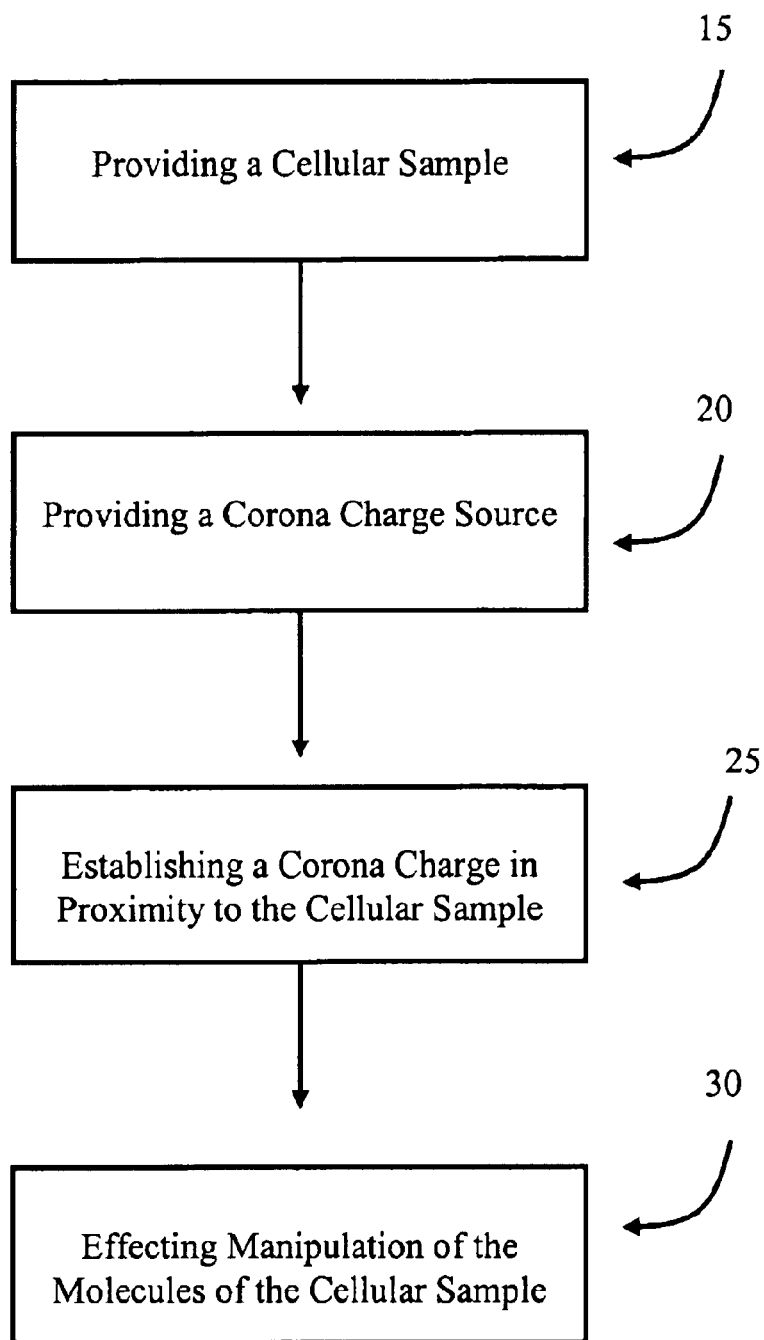 15
Providing a Cellular Sample
20
Providing a Corona Charge Source
25
Establishing a Corona Charge in
Proximity to the Cellular Sample
30
Effecting Manipulation of the
Molecules of the Cellular Sample